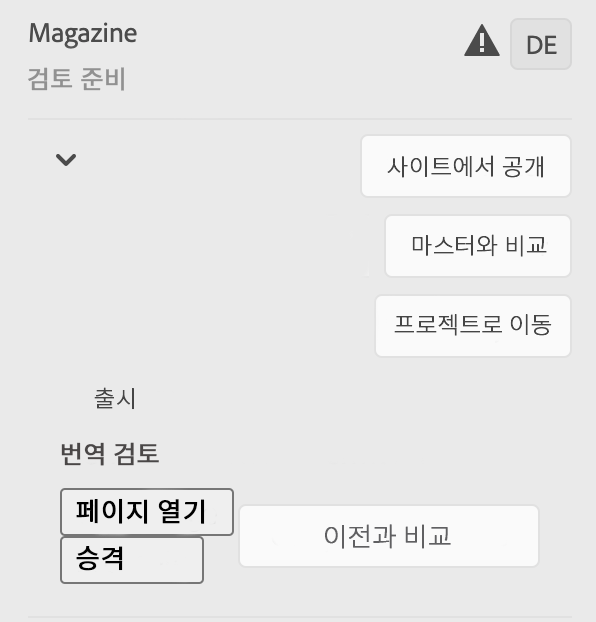 Magazine
DE
검토 준비
사이트에서 공개
마스터와 비교
프로젝트로 이동
출시
번역 검토
페이지 열기
이전과 비교
승격